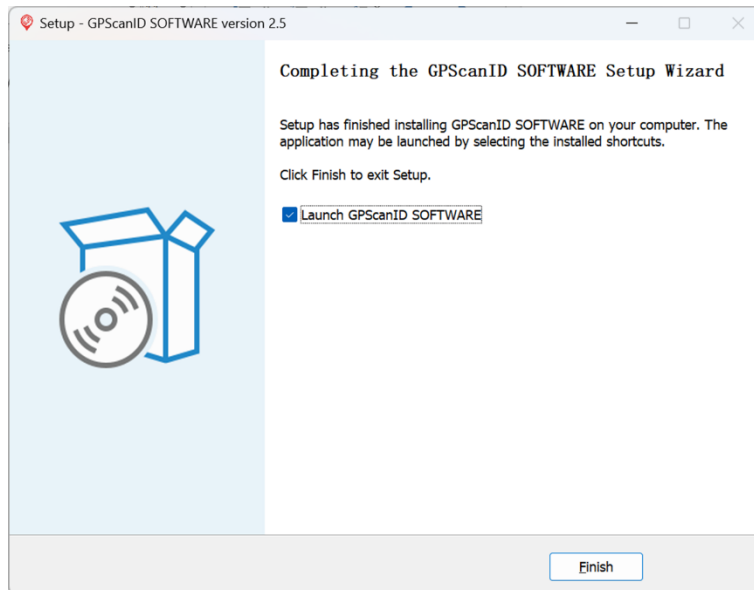 Setup - GPScanID SOFTWARE version 2.5
Completing the GPScanID SOFTWARE Setup Wizard
Setup has finished installing GPScanID SOFTWARE on your computer. The
application may be launched by selecting the installed shortcuts.
Click Finish to exit Setup.
Launch GPScanID SOFTWARE
Finish